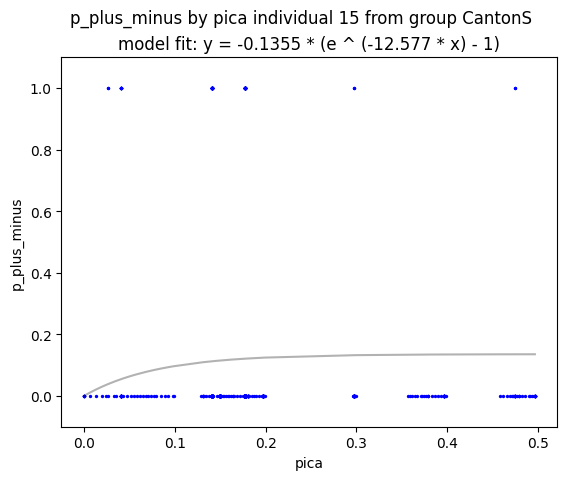 p_plus_minus by pica individual 15 from group CantonS
model fit: y = -0.1355 * (e ^ (-12.577 * x) - 1)
1.0
0.8
0.6
0.4
0.2
0.0
p_plus_minus
0.0 0.1 0.2 0.3 0.4 0.5
pica